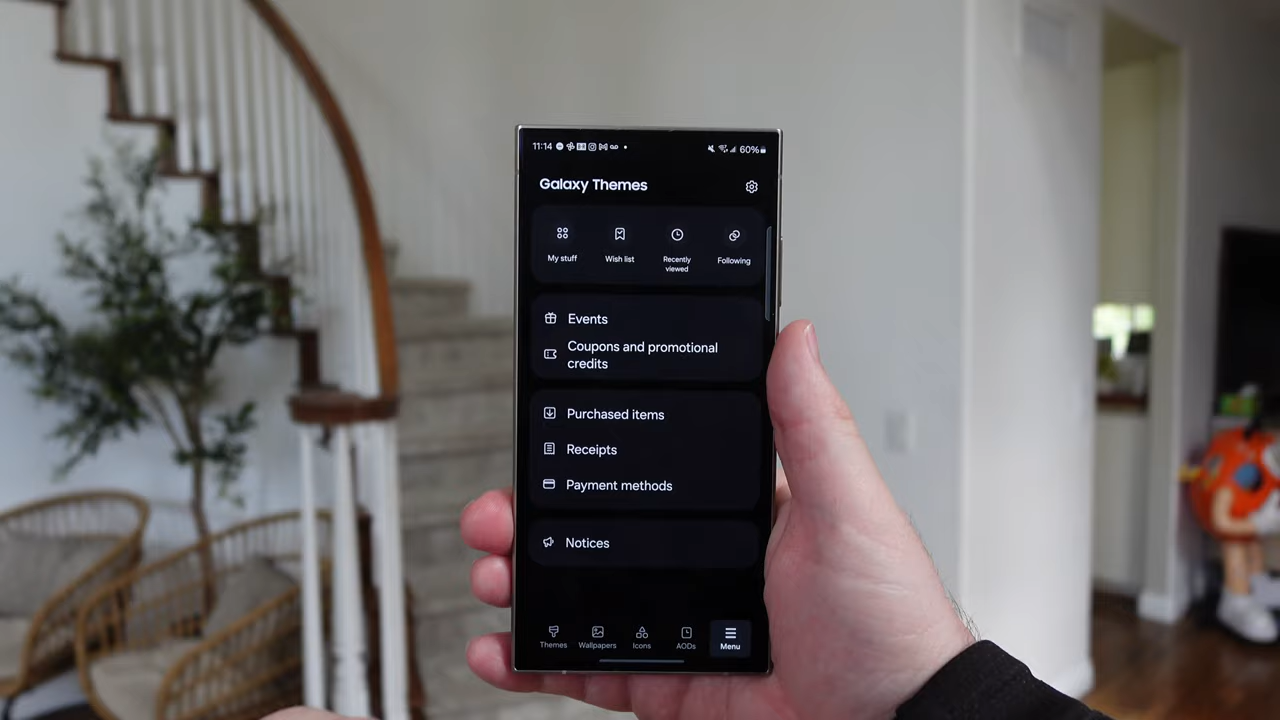 11:14
60%
Galaxy Themes
My stuff
Wish list
Recently
viewed
Following
Events
Coupons and promotional
credits
Purchased items
Receipts
Payment methods
Notices
Themes
Wallpapers
Icons
AODs
Menu